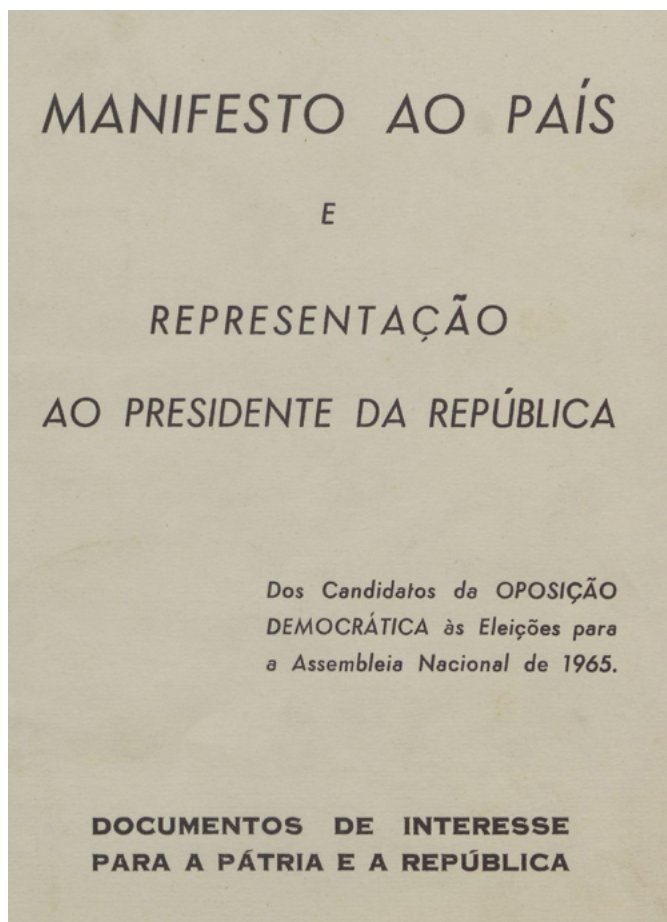 MANIFESTO AO PAÍS
E
REPRESENTAÇÃO
AO PRESIDENTE DA REPÚBLICA
Dos Candidatos da OPOSIÇÃO
DEMOCRÁTICA às Eleições para
a Assembleia Nacional de 1965.
DOCUMENTOS DE INTERESSE
PARA A PÁTRIA E A REPÚBLICA